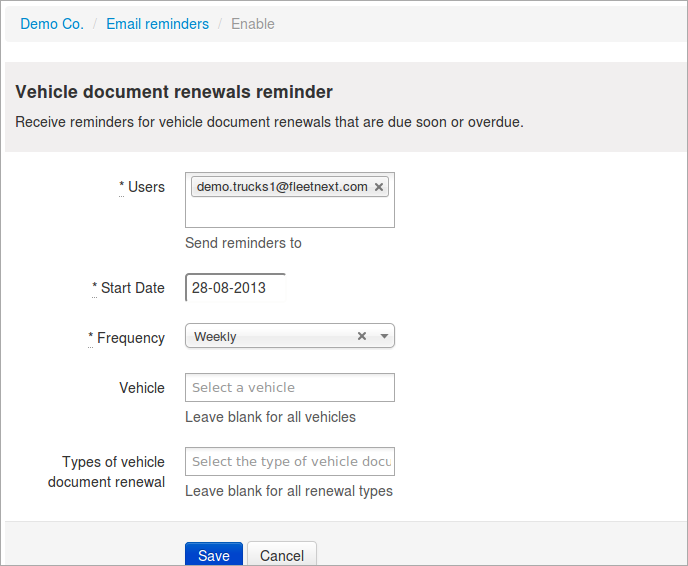 Demo Co. / Email reminders / Enable
Vehicle document renewals reminder
Receive reminders for vehicle document renewals that are due soon or overdue.
* Users
demo.trucks1@fleetnext.com ×
Send reminders to
* Start Date
28-08-2013
* Frequency
Weekly ×
Vehicle
Select a vehicle
Leave blank for all vehicles
Types of vehicle
document renewal
Select the type of vehicle docu
Leave blank for all renewal types
Save
Cancel